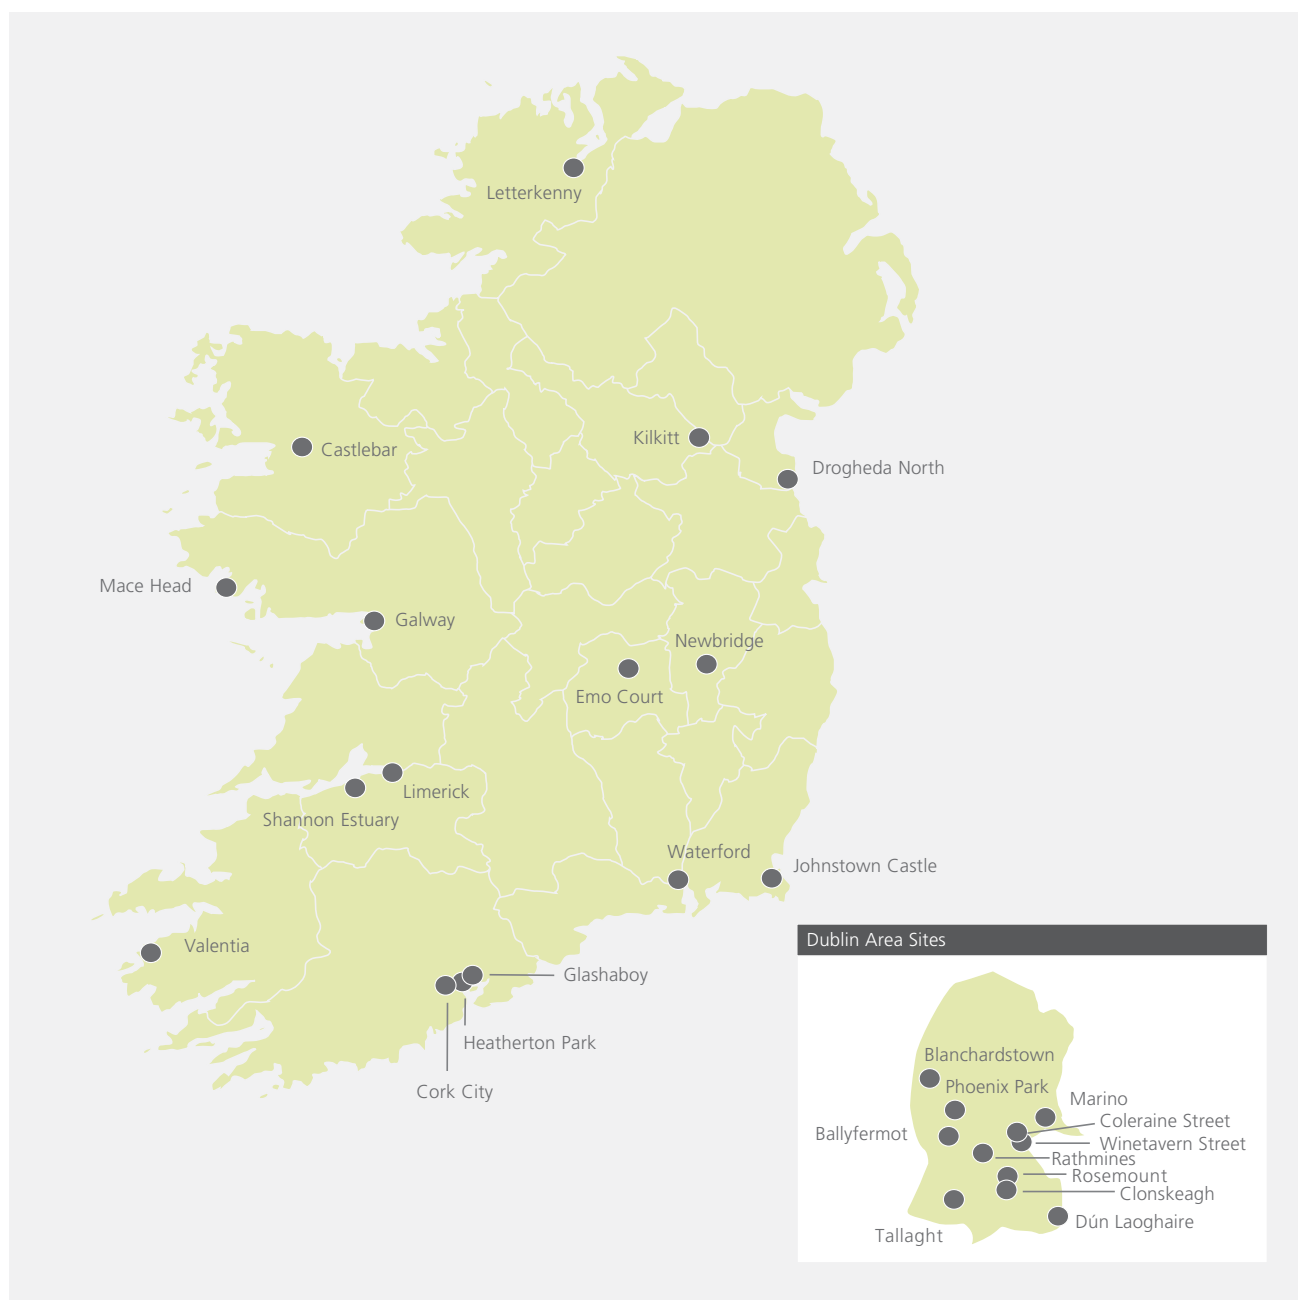 Letterkenny
Kilkitt
Castlebar
Drogheda North
Mace Head
Galway
Newbridge
Emo Court
Limerick
Shannon Estuary
Waterford
Johnstown Castle
Valentia
Glashaboy
Heatherton Park
Cork City
Dublin Area Sites
Blanchardstown
Phoenix Park
Marino
Coleraine Street
Ballyfermot
Winetavern Street
Rathmines
Rosemount
Clonskeagh
Dún Laoghaire
Tallaght